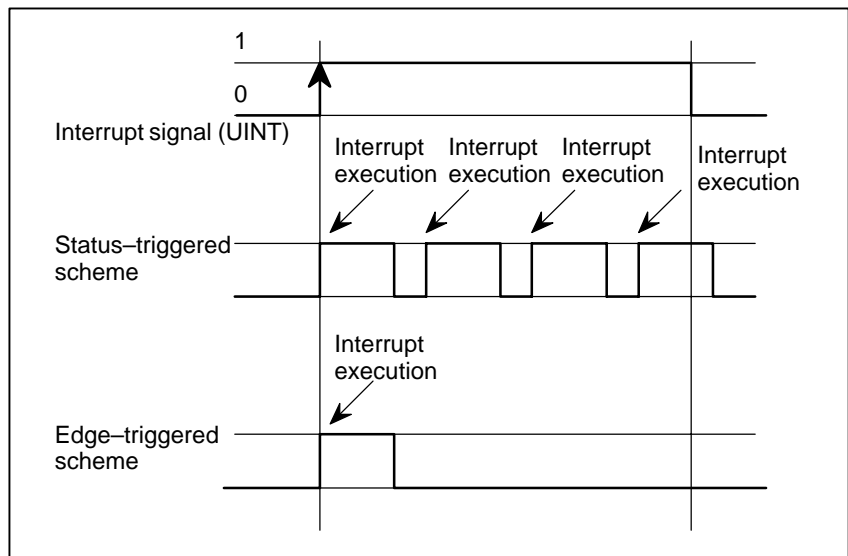 1
0
Interrupt signal (UINT)
Interrupt
execution
Interrupt
execution
Interrupt
execution
Interrupt
execution
Status–triggered
scheme
Interrupt
execution
Edge–triggered
scheme